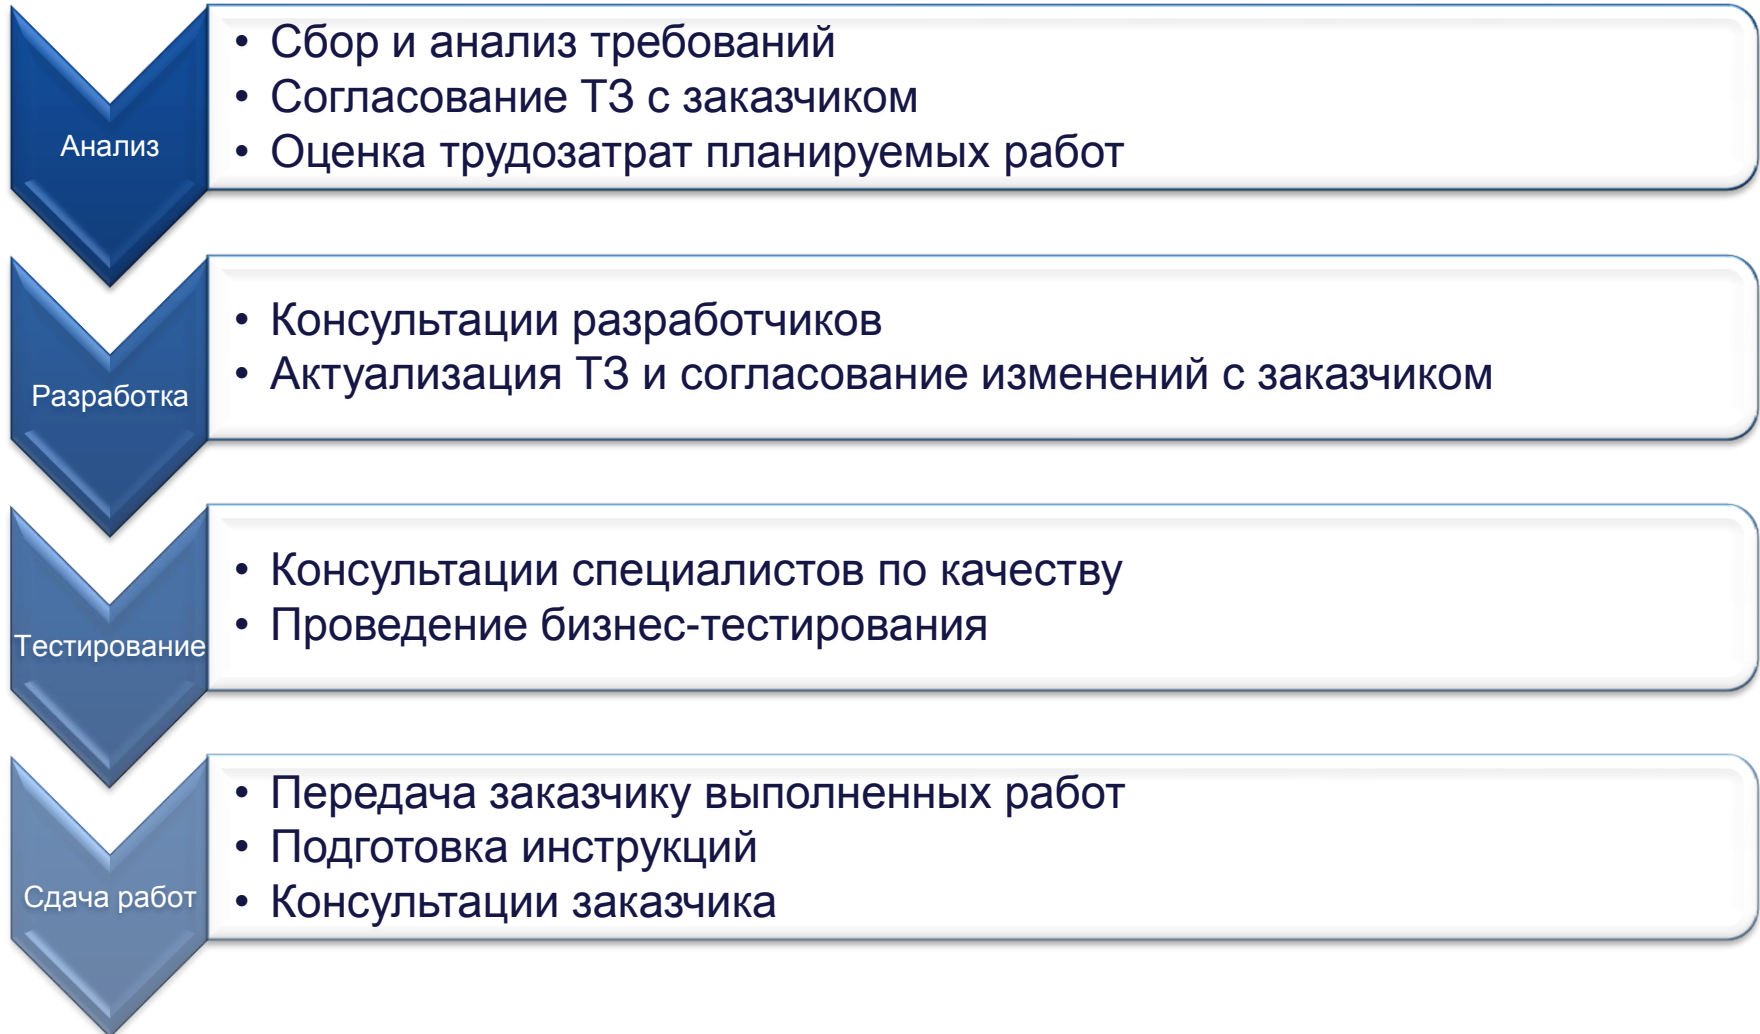 Анализ
• Сбор и анализ требований
• Согласование ТЗ с заказчиком
• Оценка трудозатрат планируемых работ
Разработка
• Консультации разработчиков
• Актуализация ТЗ и согласование изменений с заказчиком
Тестирование
• Консультации специалистов по качеству
• Проведение бизнес-тестирования
Сдача работ
• Передача заказчику выполненных работ
• Подготовка инструкций
• Консультации заказчика